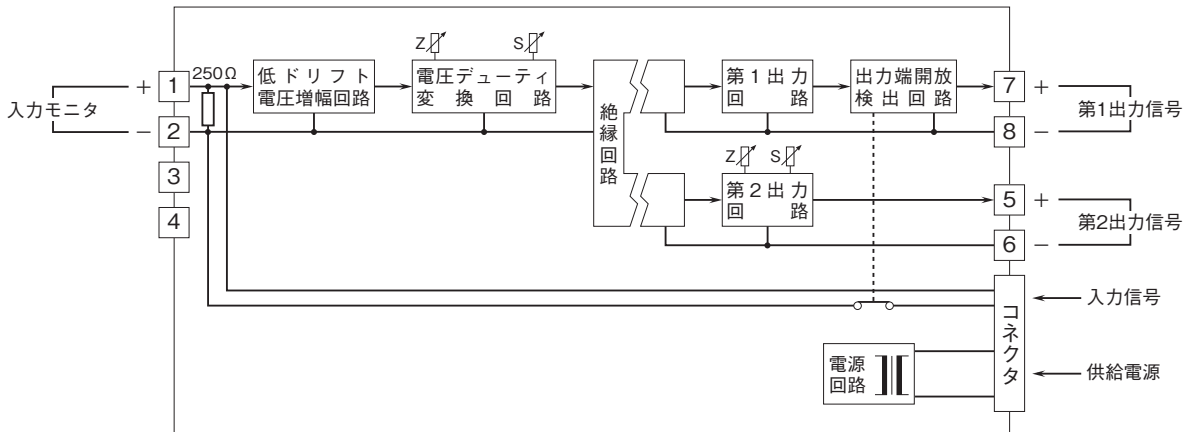 入力モニタ
+
1
−
2
3
4
250Ω
低ドリフト
電圧増幅回路
Z
S
電圧デューティ
変換回路
絶縁回路
第1出力
回路
出力端開放
検出回路
7
+
8
−
第1出力信号
Z
S
第2出力
回路
5
+
6
−
第2出力信号
コネクタ
入力信号
供給電源
電源
回路